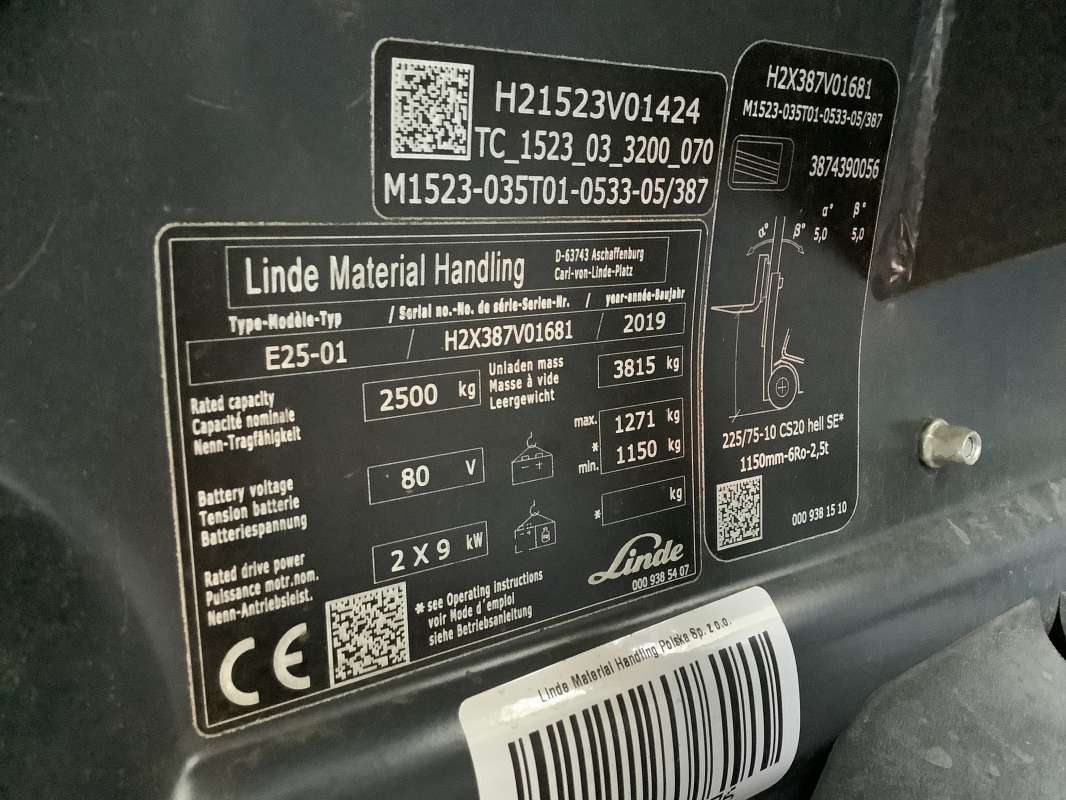 H21523V01424
TC_1523_03_3200_070
M1523-035T01-0533-05/387
H2X387V01681
M1523-035T01-0533-05/387
3874390056
α° β°
5,0 5,0
α° β°
225/75-10 CS20 hell SE*
1150mm-6Ro-2,5t
000 938 15 10
Linde Material Handling
D-63743 Aschaffenburg
Carl-von-Linde-Platz
Type-Modèle-Typ / Serial no.-No. de série-Serien-Nr. / year-année-Baujahr
E25-01 / H2X387V01681 / 2019
Rated capacity
Capacité nominale
Nenn-Tragfähigkeit
2500 kg
Unladen mass
Masse à vide
Leergewicht
3815 kg
Battery voltage
Tension batterie
Batteriespannung
80 V
max. 1271 kg
*
min. 1150 kg
Rated drive power
Puissance motr.nom.
Nenn-Antriebsleist.
2 X 9 kW
* kg
CE
* see Operating instructions
voir Mode d'emploi
siehe Betriebsanleitung
Linde
000 938 54 07
Linde Material Handling Polska Sp. z o.o.